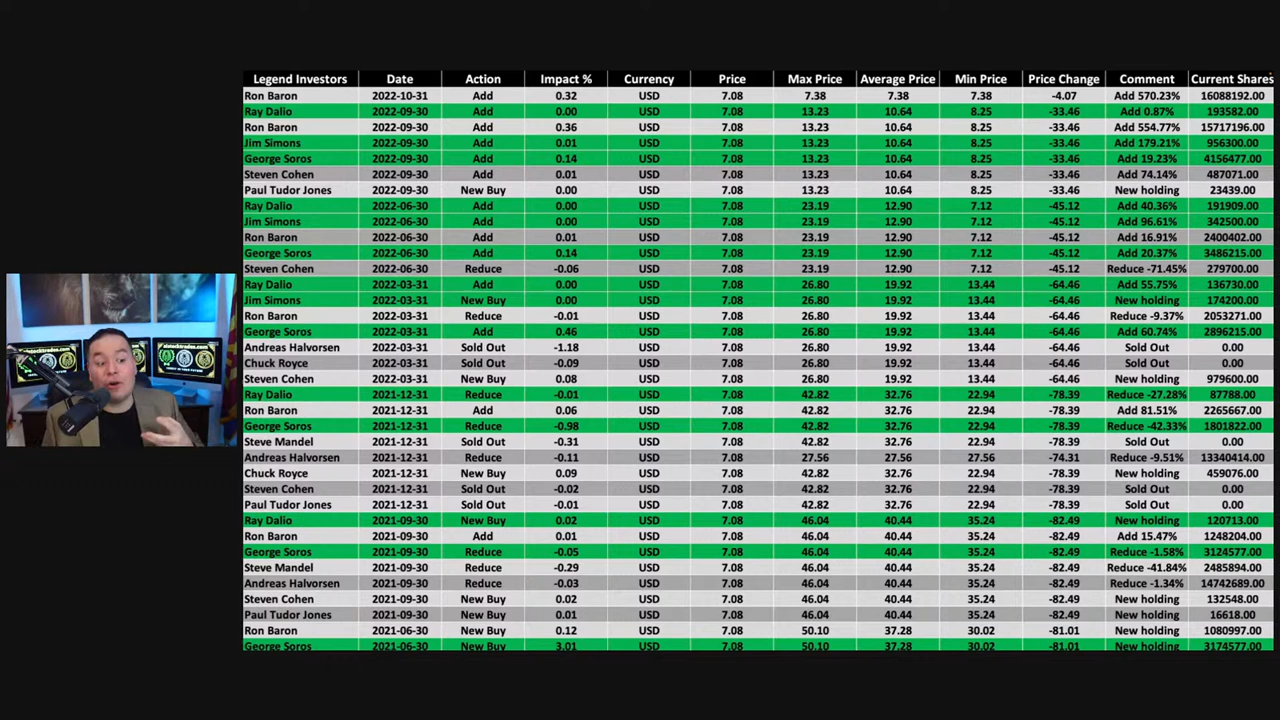 Legend Investors Date Action Impact % Currency Price Max Price Average Price Min Price Price Change Comment Current Shares
Ron Baron 2022-10-31 Add 0.32 USD 7.08 7.38 7.38 7.38 -4.07 Add 570.23% 16088192.00
Ray Dalio 2022-09-30 Add 0.00 USD 7.08 13.23 10.64 8.25 -33.46 Add 0.87% 193582.00
Ron Baron 2022-09-30 Add 0.36 USD 7.08 13.23 10.64 8.25 -33.46 Add 554.77% 15717196.00
Jim Simons 2022-09-30 Add 0.01 USD 7.08 13.23 10.64 8.25 -33.46 Add 179.21% 956300.00
George Soros 2022-09-30 Add 0.14 USD 7.08 13.23 10.64 8.25 -33.46 Add 19.23% 4156477.00
Steven Cohen 2022-09-30 Add 0.01 USD 7.08 13.23 10.64 8.25 -33.46 Add 74.14% 487071.00
Paul Tudor Jones 2022-09-30 New Buy 0.00 USD 7.08 13.23 10.64 8.25 -33.46 New holding 23439.00
Ray Dalio 2022-06-30 Add 0.00 USD 7.08 23.19 12.90 7.12 -45.12 Add 40.36% 191909.00
Jim Simons 2022-06-30 Add 0.00 USD 7.08 23.19 12.90 7.12 -45.12 Add 96.61% 342500.00
Ron Baron 2022-06-30 Add 0.01 USD 7.08 23.19 12.90 7.12 -45.12 Add 16.91% 2400402.00
George Soros 2022-06-30 Add 0.14 USD 7.08 23.19 12.90 7.12 -45.12 Add 20.37% 3486215.00
Steven Cohen 2022-06-30 Reduce -0.06 USD 7.08 23.19 12.90 7.12 -45.12 Reduce -71.45% 279700.00
Ray Dalio 2022-03-31 Add 0.00 USD 7.08 26.80 19.92 13.44 -64.46 Add 55.75% 136730.00
Jim Simons 2022-03-31 New Buy 0.00 USD 7.08 26.80 19.92 13.44 -64.46 New holding 174200.00
Ron Baron 2022-03-31 Reduce -0.01 USD 7.08 26.80 19.92 13.44 -64.46 Reduce -9.37% 2053271.00
George Soros 2022-03-31 Add 0.46 USD 7.08 26.80 19.92 13.44 -64.46 Add 60.74% 2896215.00
Andreas Halvorsen 2022-03-31 Sold Out -1.18 USD 7.08 26.80 19.92 13.44 -64.46 Sold Out 0.00
Chuck Royce 2022-03-31 Sold Out -0.09 USD 7.08 26.80 19.92 13.44 -64.46 Sold Out 0.00
Steven Cohen 2022-03-31 New Buy 0.08 USD 7.08 26.80 19.92 13.44 -64.46 New holding 979600.00
Ray Dalio 2021-12-31 Reduce -0.01 USD 7.08 42.82 32.76 22.94 -78.39 Reduce -27.28% 87788.00
Ron Baron 2021-12-31 Add 0.06 USD 7.08 42.82 32.76 22.94 -78.39 Add 81.51% 2265667.00
George Soros 2021-12-31 Reduce -0.98 USD 7.08 42.82 32.76 22.94 -78.39 Reduce -42.33% 1801822.00
Steve Mandel 2021-12-31 Sold Out -0.31 USD 7.08 42.82 32.76 22.94 -78.39 Sold Out 0.00
Andreas Halvorsen 2021-12-31 Reduce -0.11 USD 7.08 27.56 27.56 27.56 -74.31 Reduce -9.51% 13340414.00
Chuck Royce 2021-12-31 New Buy 0.09 USD 7.08 42.82 32.76 22.94 -78.39 New holding 459076.00
Steven Cohen 2021-12-31 Sold Out -0.02 USD 7.08 42.82 32.76 22.94 -78.39 Sold Out 0.00
Paul Tudor Jones 2021-12-31 Sold Out -0.01 USD 7.08 42.82 32.76 22.94 -78.39 Sold Out 0.00
Ray Dalio 2021-09-30 New Buy 0.02 USD 7.08 46.04 40.44 35.24 -82.49 New holding 120713.00
Ron Baron 2021-09-30 Add 0.01 USD 7.08 46.04 40.44 35.24 -82.49 Add 15.47% 1248204.00
George Soros 2021-09-30 Reduce -0.05 USD 7.08 46.04 40.44 35.24 -82.49 Reduce -1.58% 3124577.00
Steve Mandel 2021-09-30 Reduce -0.29 USD 7.08 46.04 40.44 35.24 -82.49 Reduce -41.84% 2485894.00
Andreas Halvorsen 2021-09-30 Reduce -0.03 USD 7.08 46.04 40.44 35.24 -82.49 Reduce -1.34% 14742689.00
Steven Cohen 2021-09-30 New Buy 0.02 USD 7.08 46.04 40.44 35.24 -82.49 New holding 132548.00
Paul Tudor Jones 2021-09-30 New Buy 0.01 USD 7.08 46.04 40.44 35.24 -82.49 New holding 16618.00
Ron Baron 2021-06-30 New Buy 0.12 USD 7.08 50.10 37.28 30.02 -81.01 New holding 1080997.00
George Soros 2021-06-30 New Buy 3.01 USD 7.08 50.10 37.28 30.02 -81.01 New holding 3174577.00